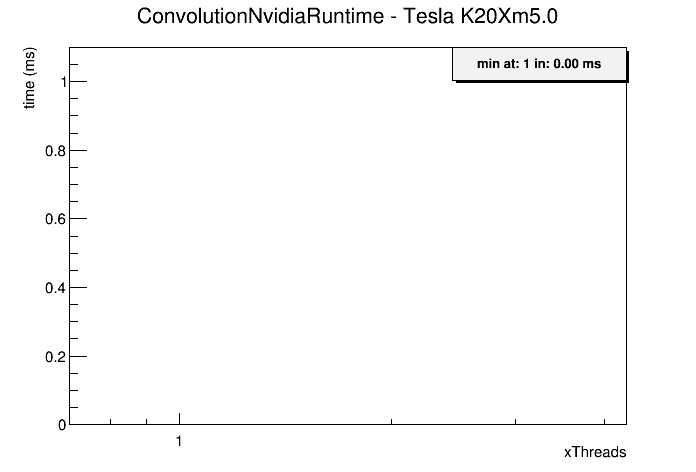 ConvolutionNvidiaRuntime - Tesla K20Xm5.0
time (ms)
min at: 1 in: 0.00 ms
1
0.8
0.6
0.4
0.2
0
1
xThreads